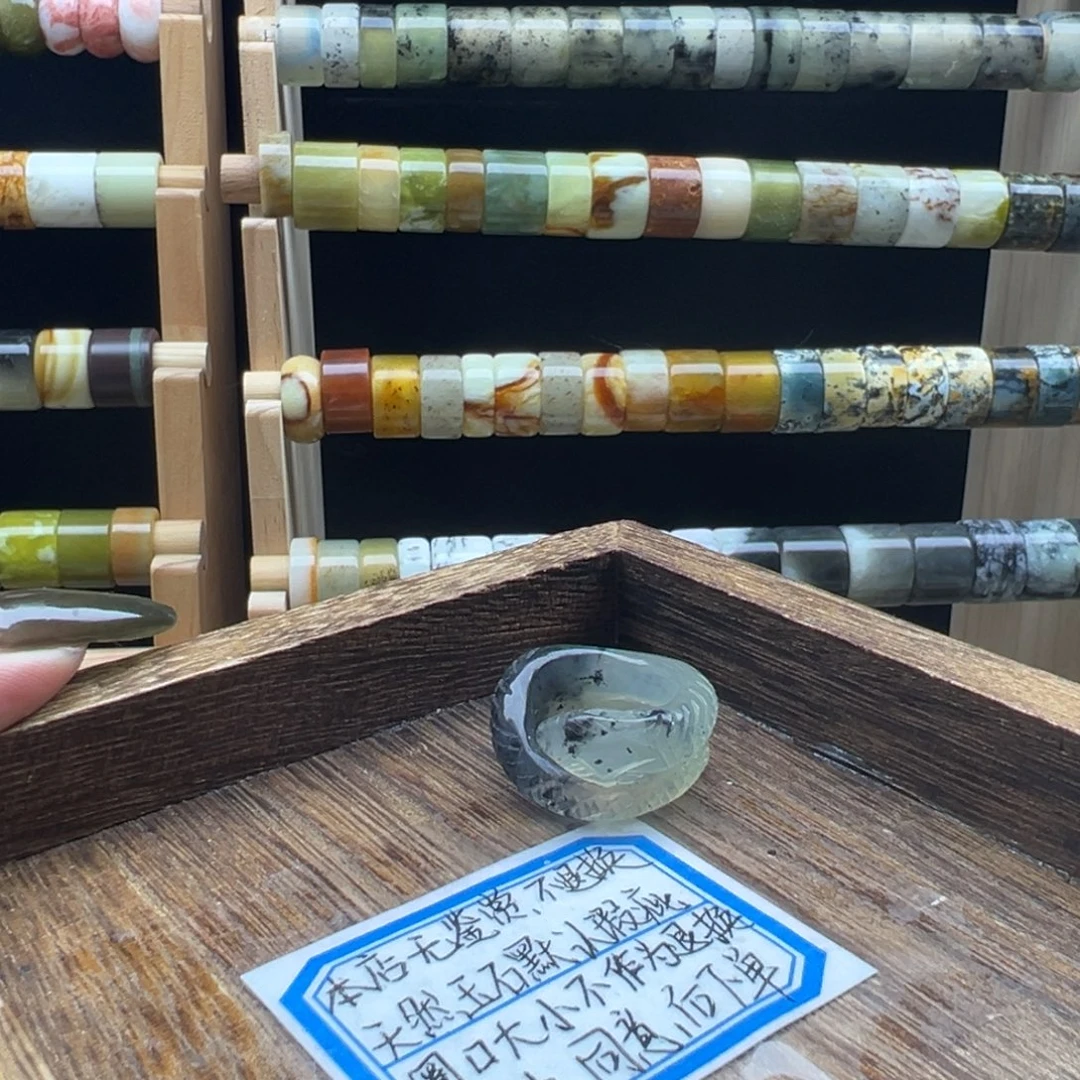 本店无鉴赏.不退换
天然玉石默认瑕疵
圈口大小不作为退换
同意后下单